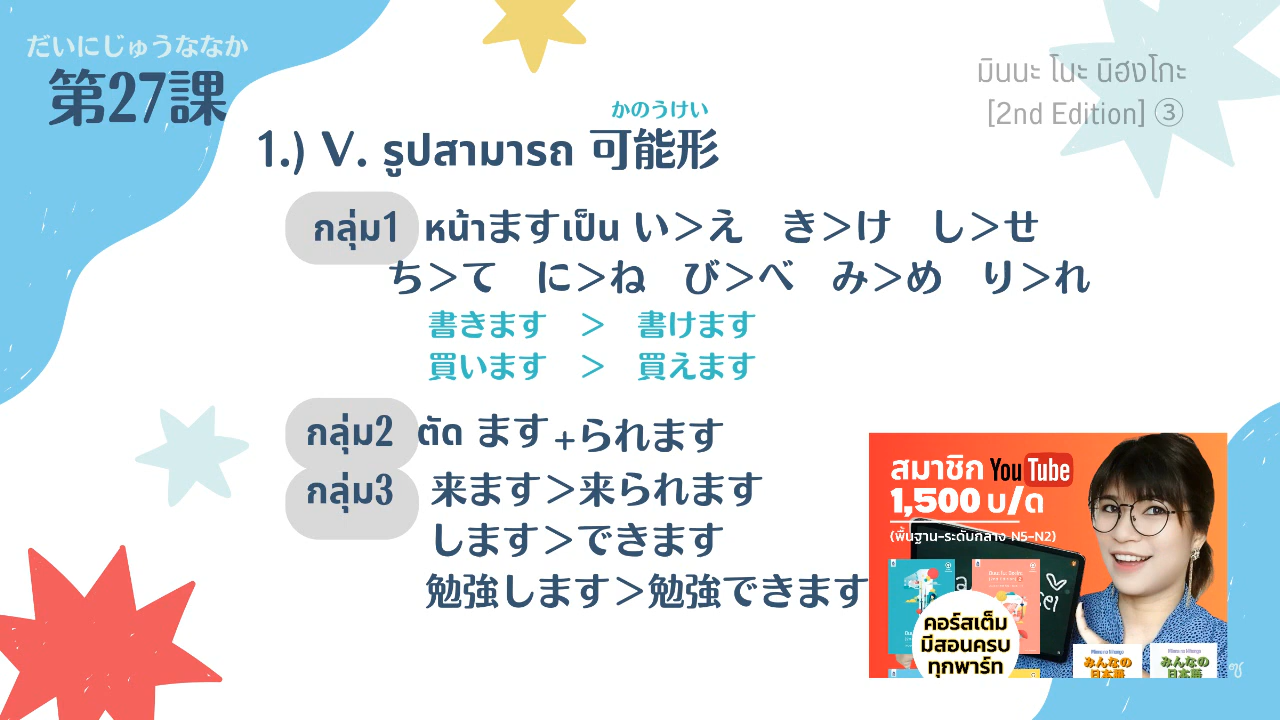 だいにじゅうななか
第27課
มินนะ โนะ นิฮงโกะ
[2nd Edition] ③
かのうけい
1.) V. รูปสามารถ 可能形
กลุ่ม1 หน้าますเป็น い＞え き＞け し＞せ
ち＞て に＞ね び＞べ み＞め り＞れ
書きます ＞ 書けます
買います ＞ 買えます
กลุ่ม2 ตัด ます+られます
กลุ่ม3 来ます＞来られます
します＞できます
勉強します＞勉強できます
สมาชิก YouTube
1,500 บ/ด
(พื้นฐาน-ระดับกลาง N5-N2)
คอร์สเต็ม
มีสอนครบ
ทุกพาร์ท
みんなの
日本語
みんなの
日本語